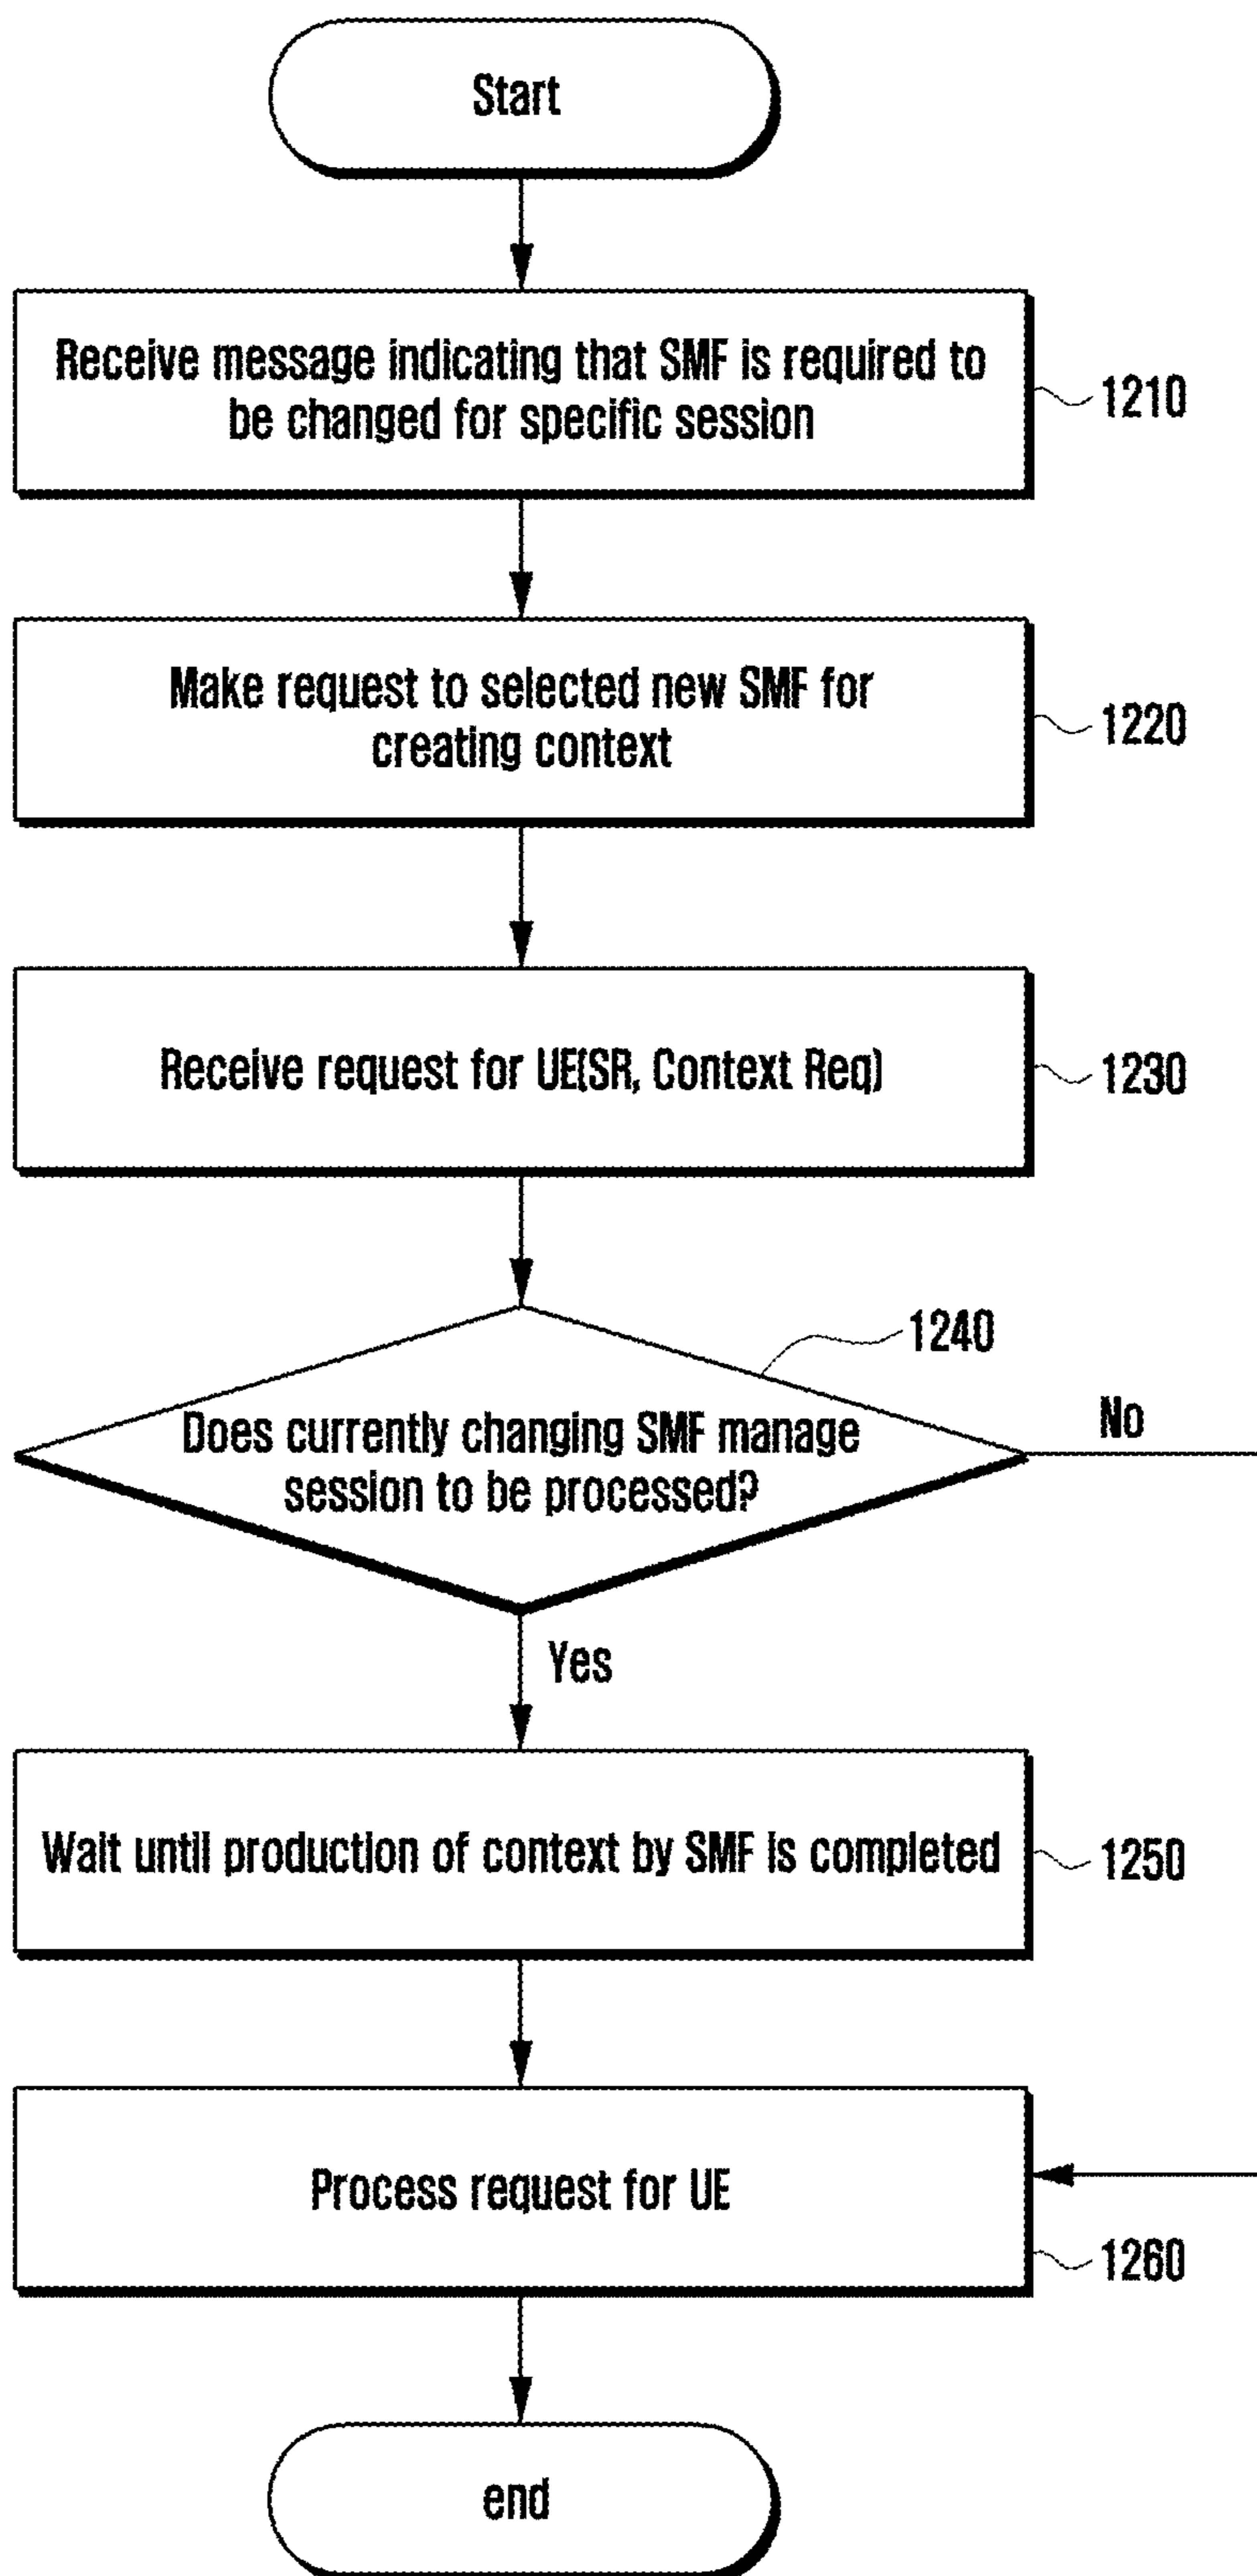 Start
Receive message indicating that SMF is required to
be changed for specific session
1210
Make request to selected new SMF for
creating context
1220
Receive request for UE(SR, Context Req)
1230
1240
Does currently changing SMF manage
session to be processed?
No
Yes
Wait until production of context by SMF is completed
1250
Process request for UE
1260
end